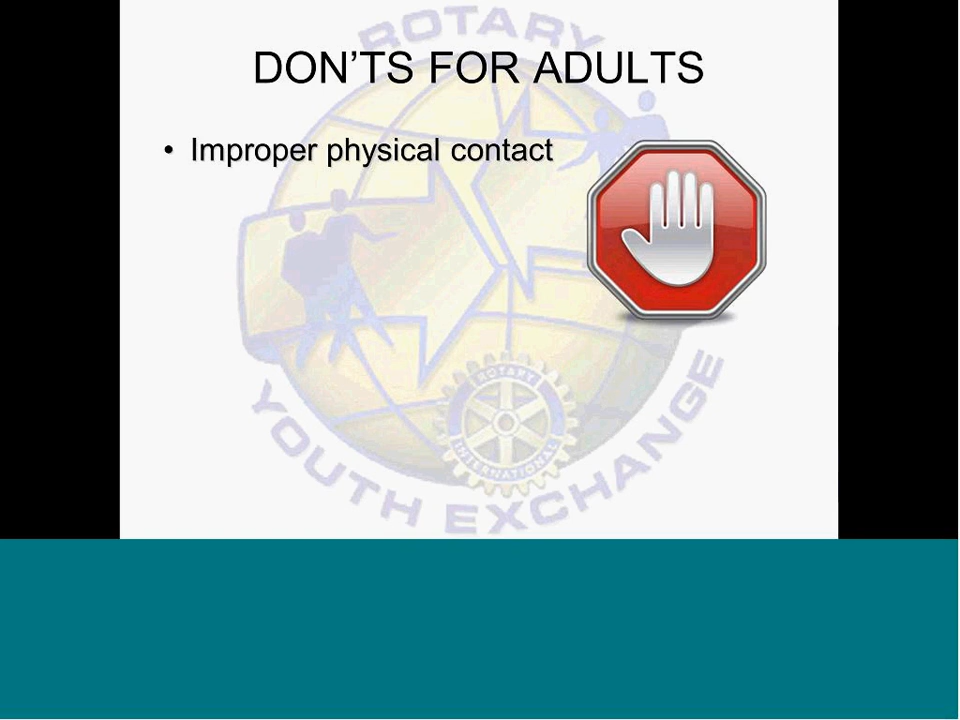 ROTARY
DON’TS FOR ADULTS
• Improper physical contact
ROTARY
INTERNATIONAL
YOUTH EXCHANGE